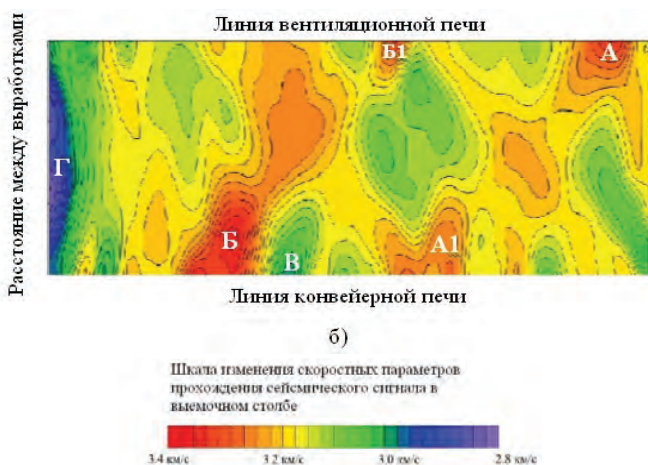 Линия вентиляционной печи
Расстояние между выработками
Б1
А
Г
Б
В
А1
Линия конвейерной печи
б)
Шкала изменения скоростных параметров
прохождения сейсмического сигнала в
выемочном столбе
3.4 км/с 3.2 км/с 3.0 км/с 2.8 км/с